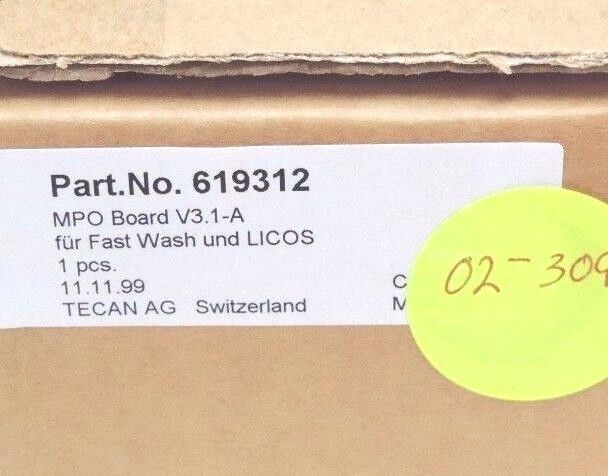 Part.No. 619312
MPO Board V3.1-A
für Fast Wash und LICOS
1 pcs.
11.11.99
TECAN AG Switzerland
02-309